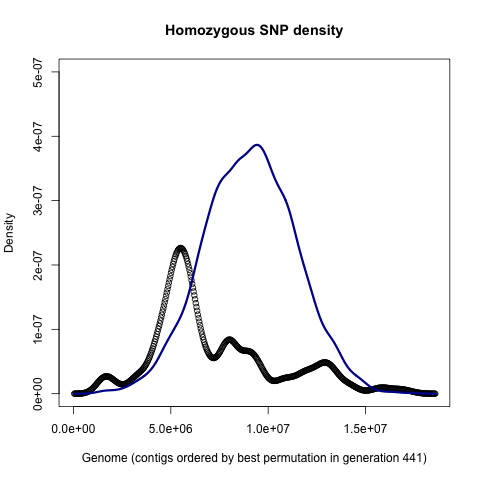 Homozygous SNP density
Density
5e-07
4e-07
3e-07
2e-07
1e-07
0e+00
0.0e+00 5.0e+06 1.0e+07 1.5e+07
Genome (contigs ordered by best permutation in generation 441)